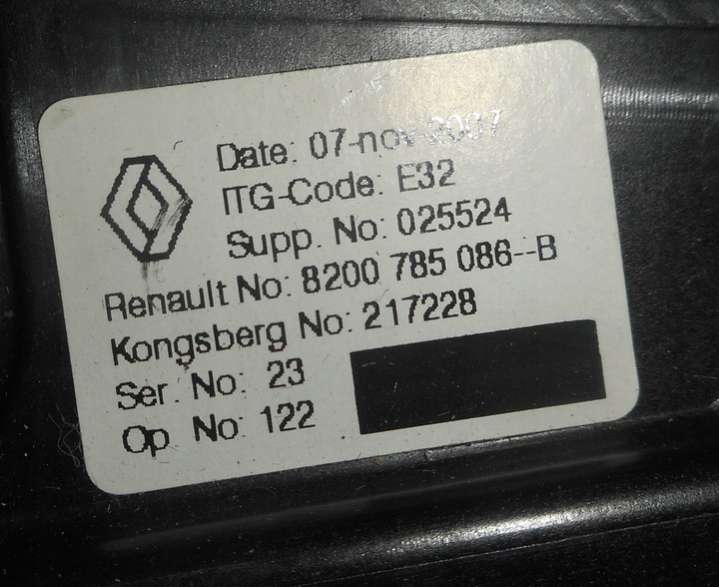 Date: 07-nov-2007
ITG-Code: E32
Supp. No: 025524
Renault No: 8200 785 086--B
Kongsberg No: 217228
Ser. No: 23
Op No: 122